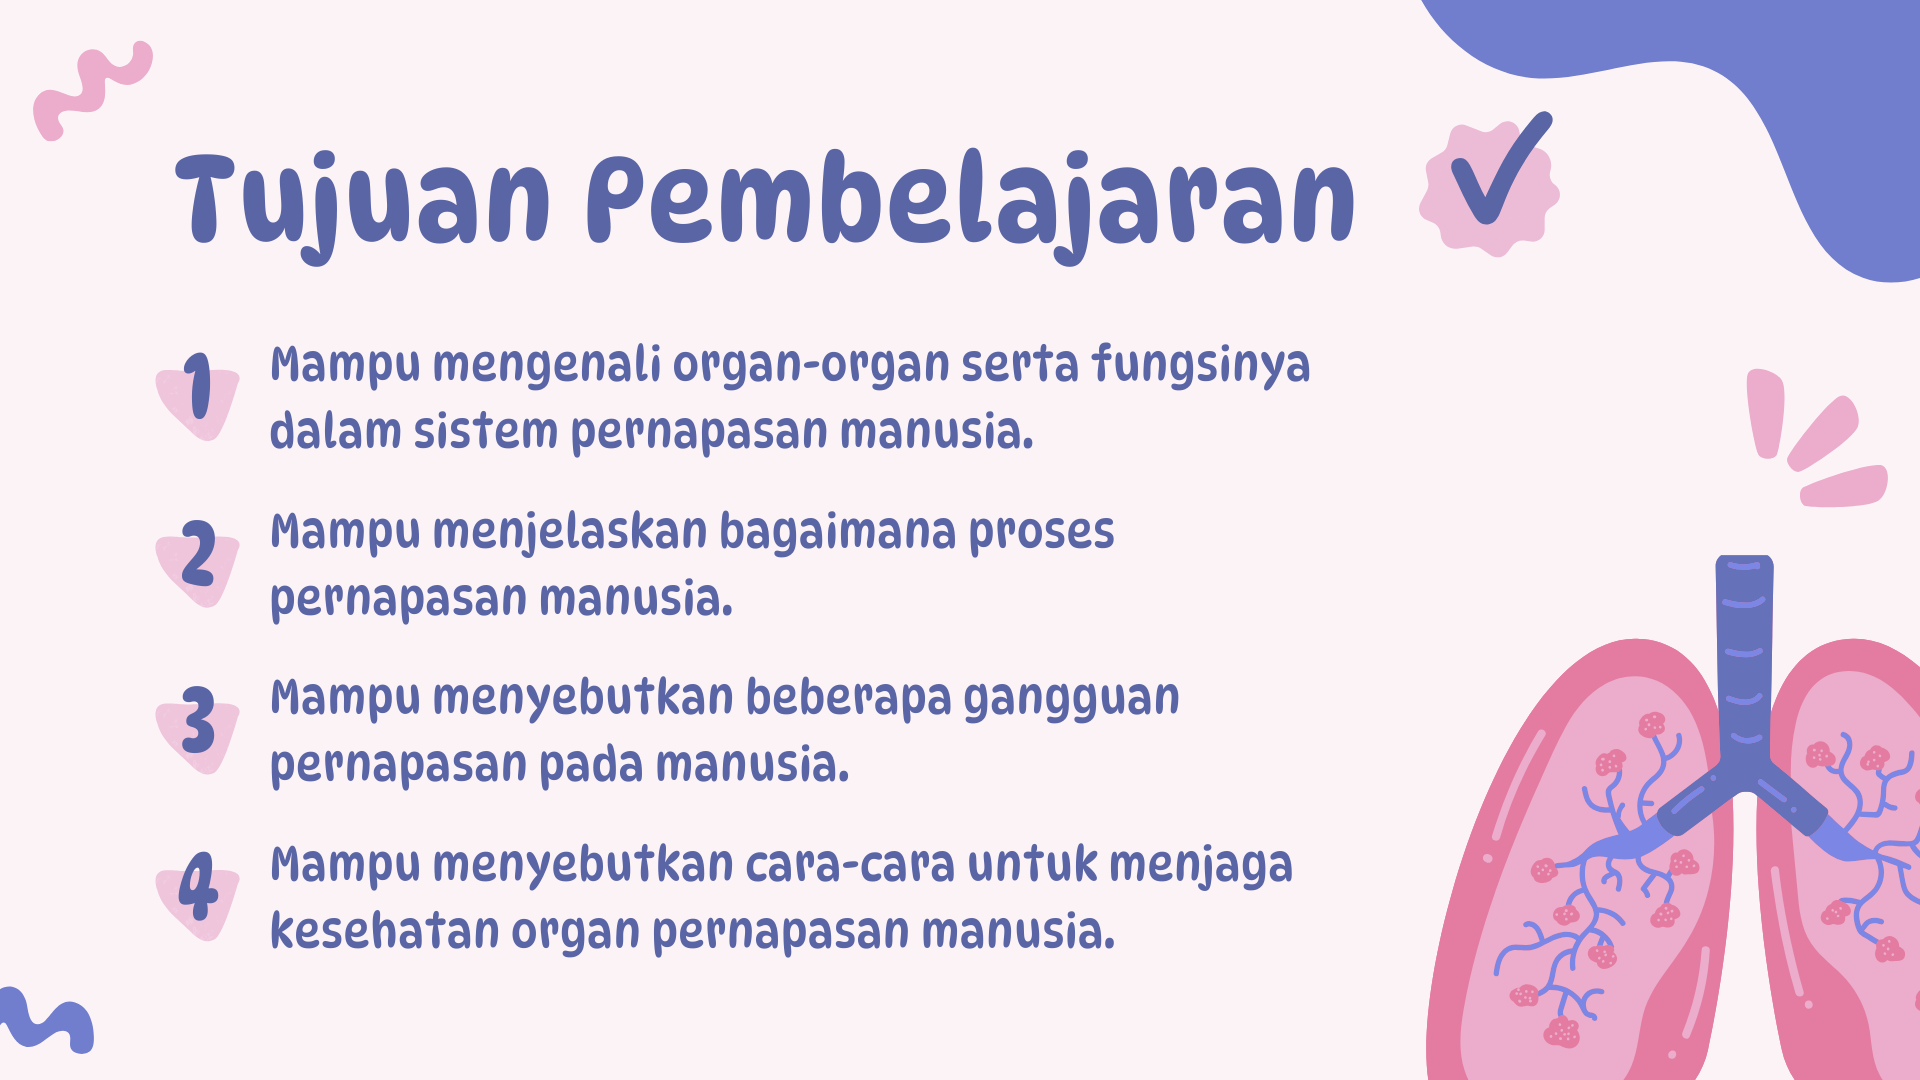 Tujuan Pembelajaran
1 Mampu mengenali organ-organ serta fungsinya
dalam sistem pernapasan manusia.
2 Mampu menjelaskan bagaimana proses
pernapasan manusia.
3 Mampu menyebutkan beberapa gangguan
pernapasan pada manusia.
4 Mampu menyebutkan cara-cara untuk menjaga
kesehatan organ pernapasan manusia.